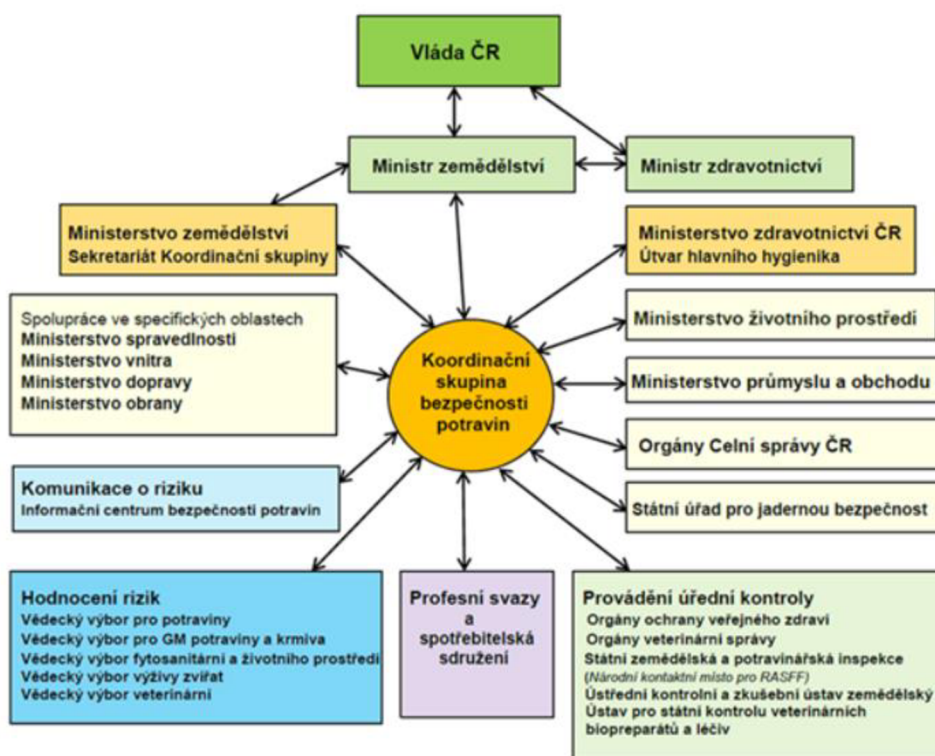 Vláda ČR
Ministr zemědělství
Ministr zdravotnictví
Ministerstvo zemědělství
Sekretariát Koordinační skupiny
Ministerstvo zdravotnictví ČR
Útvar hlavního hygienika
Spolupráce ve specifických oblastech
Ministerstvo spravedlnosti
Ministerstvo vnitra
Ministerstvo dopravy
Ministerstvo obrany
Koordinační
skupina
bezpečnosti
potravin
Ministerstvo životního prostředí
Ministerstvo průmyslu a obchodu
Orgány Celní správy ČR
Státní úřad pro jadernou bezpečnost
Komunikace o riziku
Informační centrum bezpečnosti potravin
Hodnocení rizik
Vědecký výbor pro potraviny
Vědecký výbor pro GM potraviny a krmiva
Vědecký výbor fytosanitární a životního prostředí
Vědecký výbor výživy zvířat
Vědecký výbor veterinární
Profesní svazy
a
spotřebitelská
sdružení
Provádění úřední kontroly
Orgány ochrany veřejného zdraví
Orgány veterinární správy
Státní zemědělská a potravinářská inspekce
(Národní kontaktní místo pro RASFF)
Ústřední kontrolní a zkušební ústav zemědělský
Ústav pro státní kontrolu veterinárních
biopreparátů a léčiv